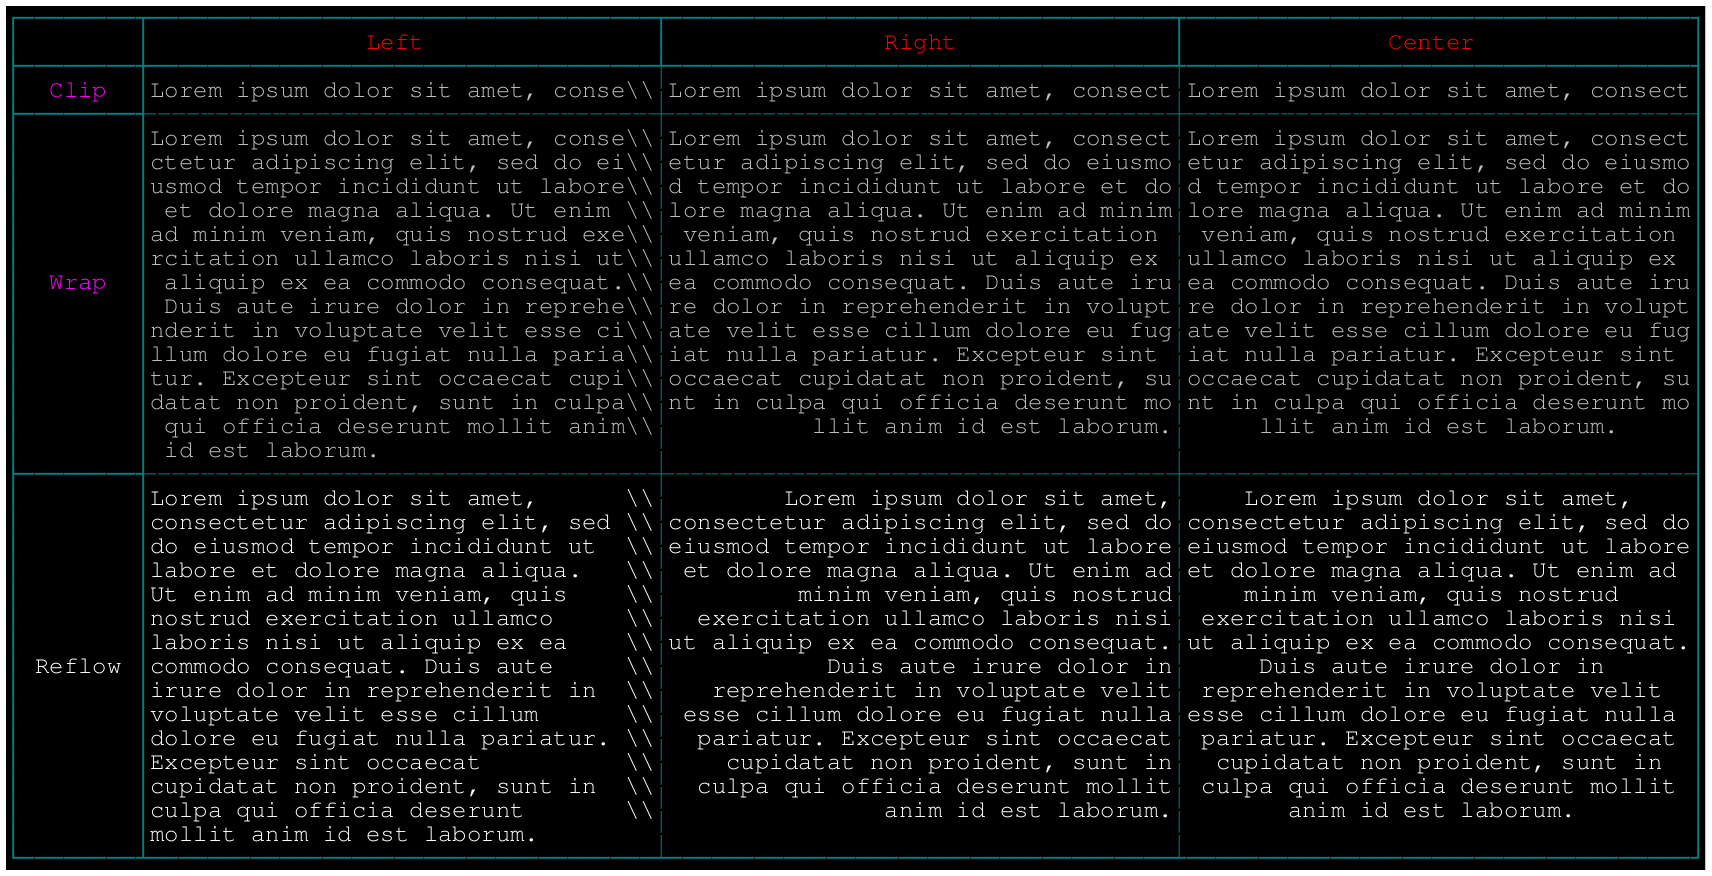 Left Right Center
Clip Lorem ipsum dolor sit amet, conse\\ Lorem ipsum dolor sit amet, consect Lorem ipsum dolor sit amet, consect
Wrap
Lorem ipsum dolor sit amet, conse\\
ctetur adipiscing elit, sed do ei\\
usmod tempor incididunt ut labore\\
et dolore magna aliqua. Ut enim \\
ad minim veniam, quis nostrud exe\\
rcitation ullamco laboris nisi ut\\
aliquip ex ea commodo consequat.\\
Duis aute irure dolor in reprehe\\
nderit in voluptate velit esse ci\\
llum dolore eu fugiat nulla paria\\
tur. Excepteur sint occaecat cupi\\
datat non proident, sunt in culpa\\
qui officia deserunt mollit anim\\
id est laborum.
Lorem ipsum dolor sit amet, consect
etur adipiscing elit, sed do eiusmo
d tempor incididunt ut labore et do
lore magna aliqua. Ut enim ad minim
veniam, quis nostrud exercitation
ullamco laboris nisi ut aliquip ex
ea commodo consequat. Duis aute iru
re dolor in reprehenderit in volupt
ate velit esse cillum dolore eu fug
iat nulla pariatur. Excepteur sint
occaecat cupidatat non proident, su
nt in culpa qui officia deserunt mo
llit anim id est laborum.
Lorem ipsum dolor sit amet, consect
etur adipiscing elit, sed do eiusmo
d tempor incididunt ut labore et do
lore magna aliqua. Ut enim ad minim
veniam, quis nostrud exercitation
ullamco laboris nisi ut aliquip ex
ea commodo consequat. Duis aute iru
re dolor in reprehenderit in volupt
ate velit esse cillum dolore eu fug
iat nulla pariatur. Excepteur sint
occaecat cupidatat non proident, su
nt in culpa qui officia deserunt mo
llit anim id est laborum.
Reflow
Lorem ipsum dolor sit amet, \\
consectetur adipiscing elit, sed \\
do eiusmod tempor incididunt ut \\
labore et dolore magna aliqua. \\
Ut enim ad minim veniam, quis \\
nostrud exercitation ullamco \\
laboris nisi ut aliquip ex ea \\
commodo consequat. Duis aute \\
irure dolor in reprehenderit in \\
voluptate velit esse cillum \\
dolore eu fugiat nulla pariatur. \\
Excepteur sint occaecat \\
cupidatat non proident, sunt in \\
culpa qui officia deserunt \\
mollit anim id est laborum.
Lorem ipsum dolor sit amet,
consectetur adipiscing elit, sed do
eiusmod tempor incididunt ut labore
et dolore magna aliqua. Ut enim ad
minim veniam, quis nostrud
exercitation ullamco laboris nisi
ut aliquip ex ea commodo consequat.
Duis aute irure dolor in
reprehenderit in voluptate velit
esse cillum dolore eu fugiat nulla
pariatur. Excepteur sint occaecat
cupidatat non proident, sunt in
culpa qui officia deserunt mollit
anim id est laborum.
Lorem ipsum dolor sit amet,
consectetur adipiscing elit, sed do
eiusmod tempor incididunt ut labore
et dolore magna aliqua. Ut enim ad
minim veniam, quis nostrud
exercitation ullamco laboris nisi
ut aliquip ex ea commodo consequat.
Duis aute irure dolor in
reprehenderit in voluptate velit
esse cillum dolore eu fugiat nulla
pariatur. Excepteur sint occaecat
cupidatat non proident, sunt in
culpa qui officia deserunt mollit
anim id est laborum.